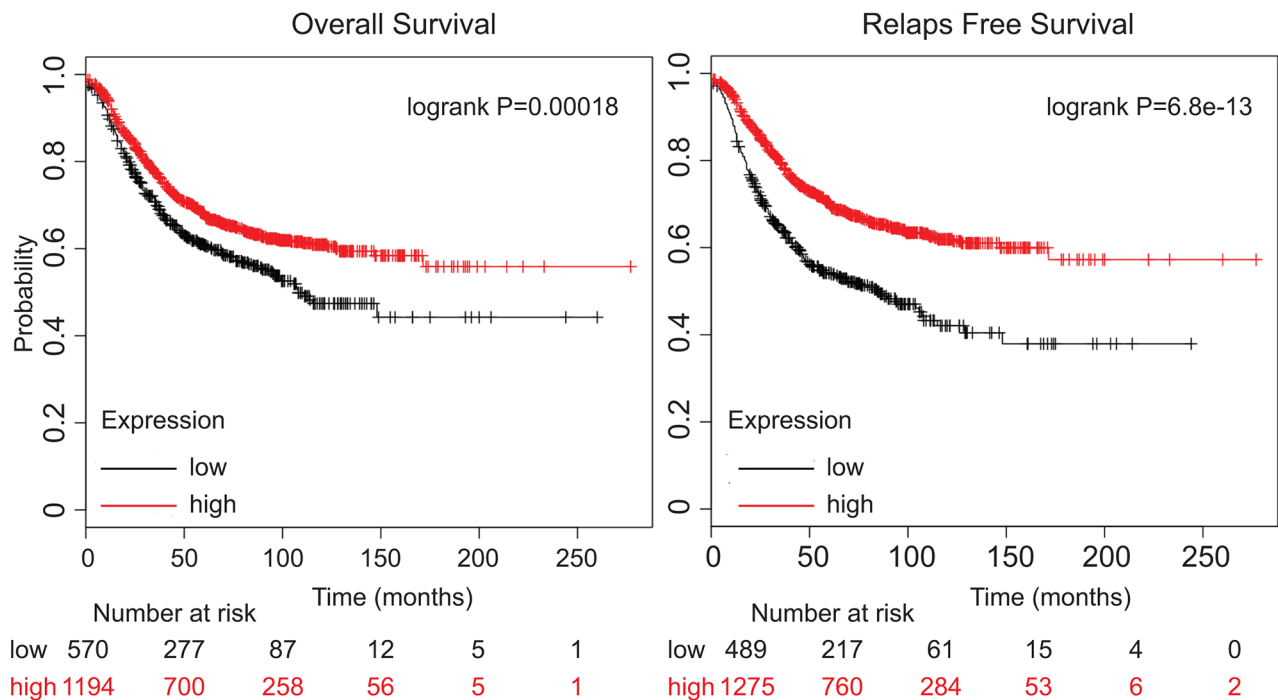 Overall Survival
logrank P=0.00018
Probability
1.0
0.8
0.6
0.4
0.2
0
Expression
low
high
0 50 100 150 200 250
Time (months)
Number at risk
low 570 277 87 12 5 1
high 1194 700 258 56 5 1
Relaps Free Survival
logrank P=6.8e-13
1.0
0.8
0.6
0.4
0.2
0
Expression
low
high
0 50 100 150 200 250
Time (months)
Number at risk
low 489 217 61 15 4 0
high 1275 760 284 53 6 2